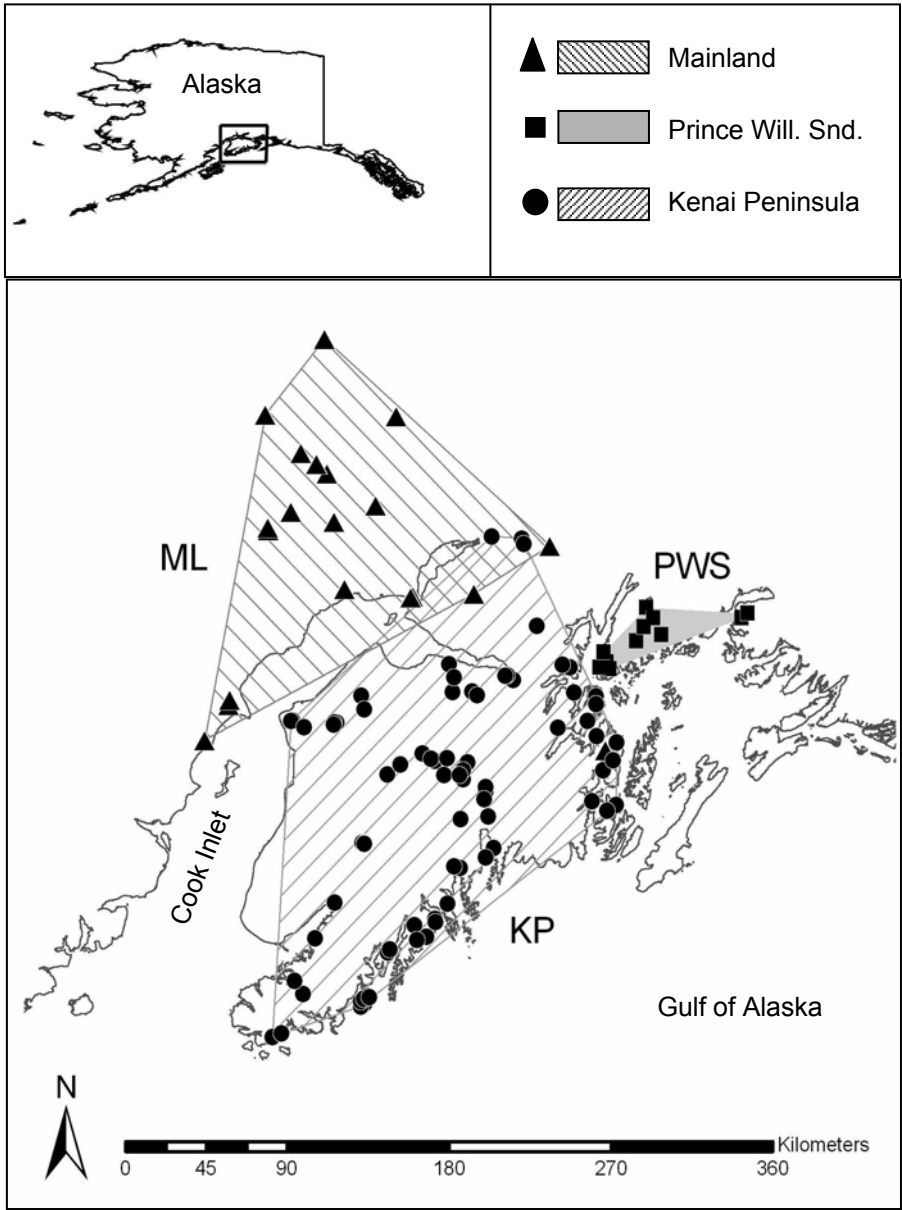 Alaska
Mainland
Prince Will. Snd.
Kenai Peninsula
ML
PWS
Cook Inlet
KP
Gulf of Alaska
N
Kilometers
0 45 90 180 270 360